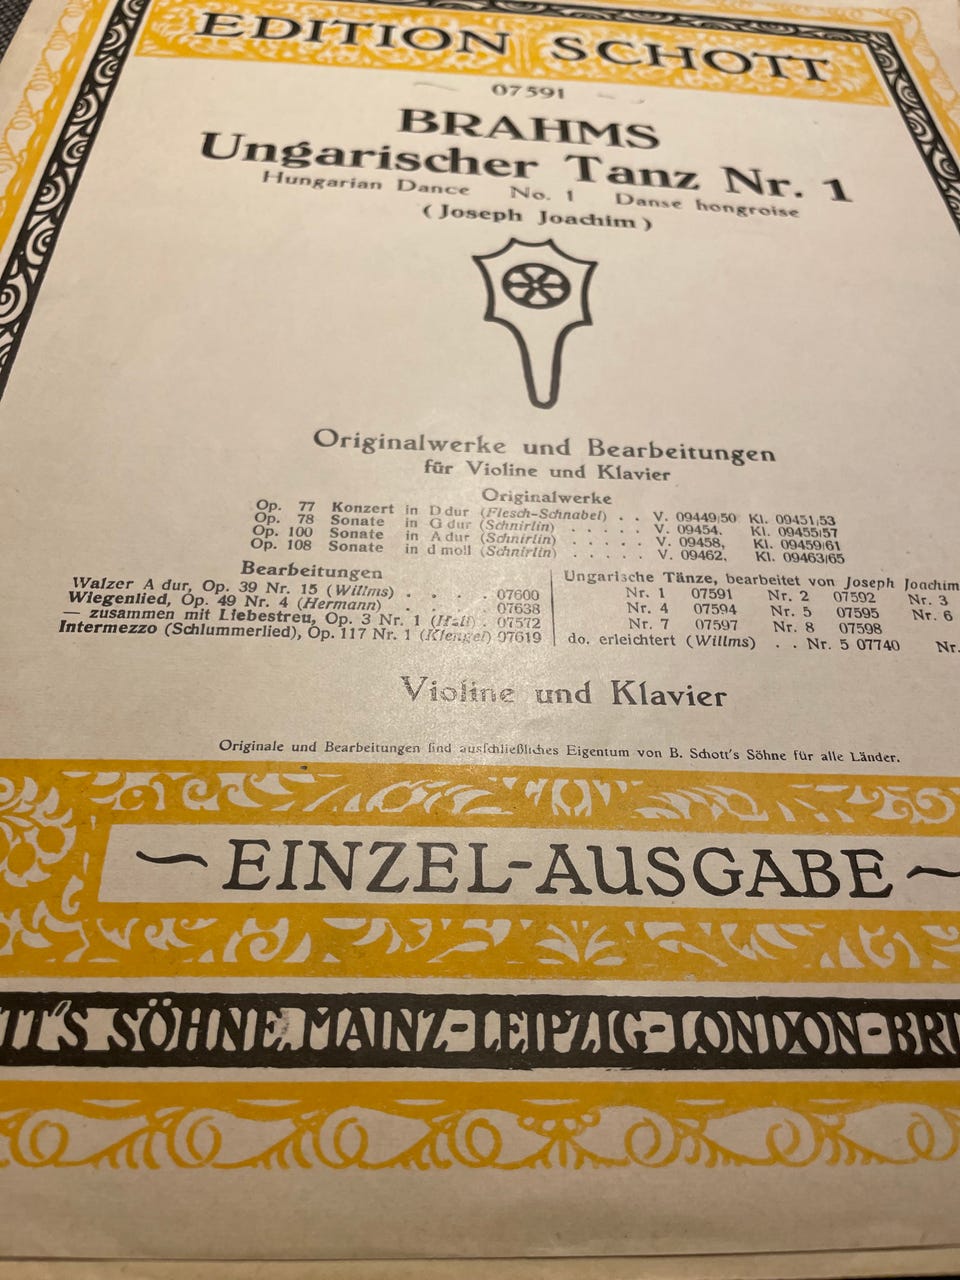 EDITION SCHOTT
07591
BRAHMS
Ungarischer Tanz Nr. 1
Hungarian Dance No. 1 Danse hongroise
(Joseph Joachim)
Originalwerke und Bearbeitungen
für Violine und Klavier
Originalwerke
Op. 77 Konzert in D dur (Flesch-Schnabel) . . V. 09449/50 Kl. 09451/53
Op. 78 Sonate in G dur (Schnirlin) . . . . . V. 09454. Kl. 09455/57
Op. 100 Sonate in A dur (Schnirlin) . . . . . V. 09458, Kl. 09459/61
Op. 108 Sonate in d moll (Schnirlin) . . . . . V. 09462, Kl. 09463/65
Bearbeitungen
Walzer A dur, Op. 39 Nr. 15 (Willms) . . . . 07600
Wiegenlied, Op. 49 Nr. 4 (Hermann) . . . . 07638
— zusammen mit Liebestreu, Op. 3 Nr. 1 (Hall) . 07572
Intermezzo (Schlummerlied), Op. 117 Nr. 1 (Klengel) 07619
Ungarische Tänze, bearbeitet von Joseph Joachim
Nr. 1 07591 Nr. 2 07592 Nr. 3
Nr. 4 07594 Nr. 5 07595 Nr. 6
Nr. 7 07597 Nr. 8 07598
do. erleichtert (Willms) . . Nr. 5 07740 Nr.
Violine und Klavier
Originale und Bearbeitungen sind ausschließliches Eigentum von B. Schott's Söhne für alle Länder.
EINZEL-AUSGABE
TT'S SÖHNE, MAINZ-LEIPZIG-LONDON-BR